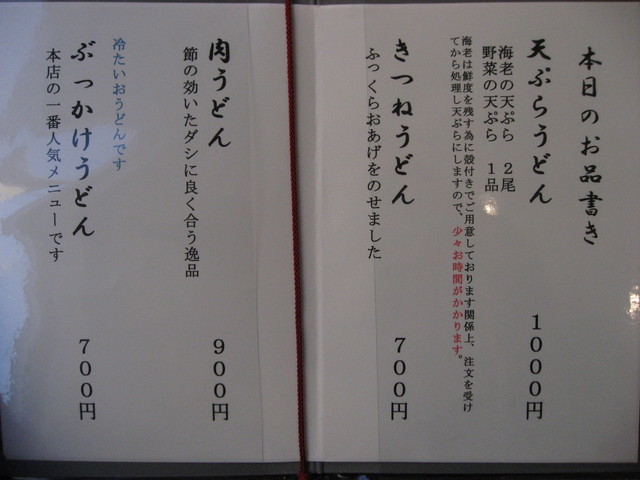 本日のお品書き
天ぷらうどん 1000円
海老の天ぷら 2尾
野菜の天ぷら 1品
海老は鮮度を残す為に殻付きでご用意しております関係上、注文を受け
てから処理し天ぷらにしますので、少々お時間がかかります。
きつねうどん 700円
ふっくらおあげをのせました
肉うどん 900円
節の効いたダシに良く合う逸品
冷たいおうどんです
ぶっかけうどん 700円
本店の一番人気メニューです